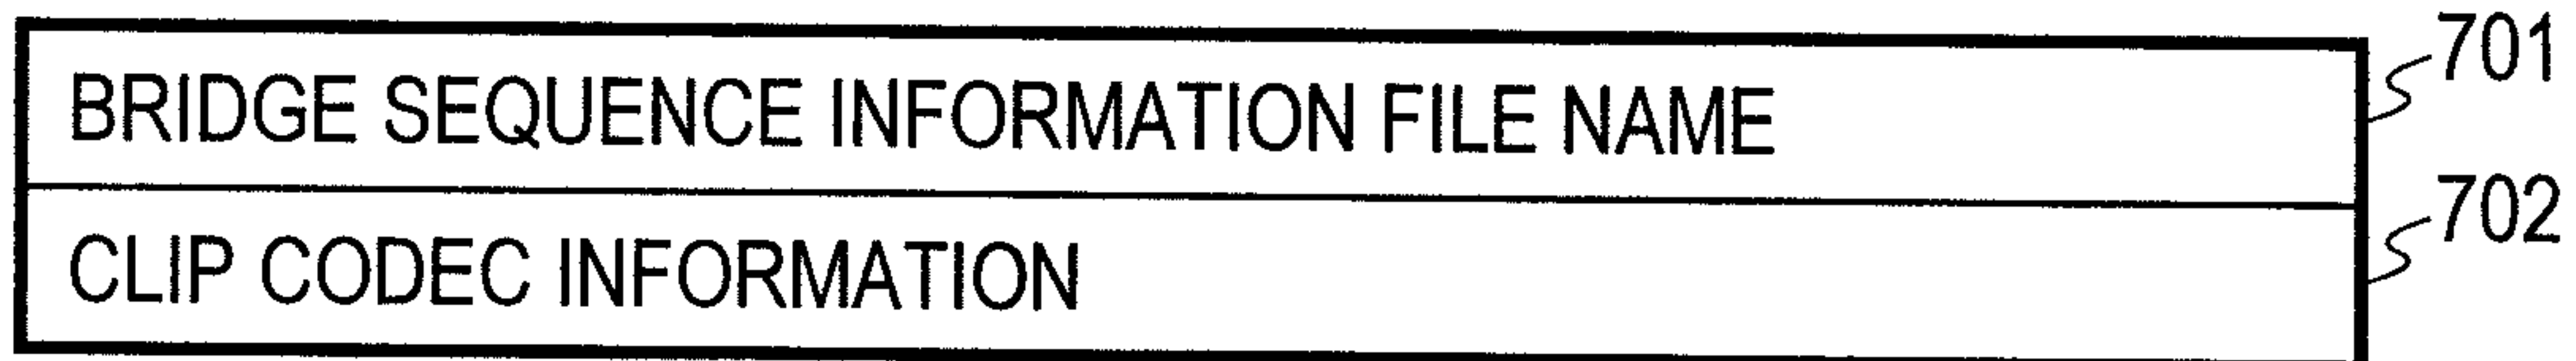 BRIDGE SEQUENCE INFORMATION FILE NAME 701
CLIP CODEC INFORMATION 702